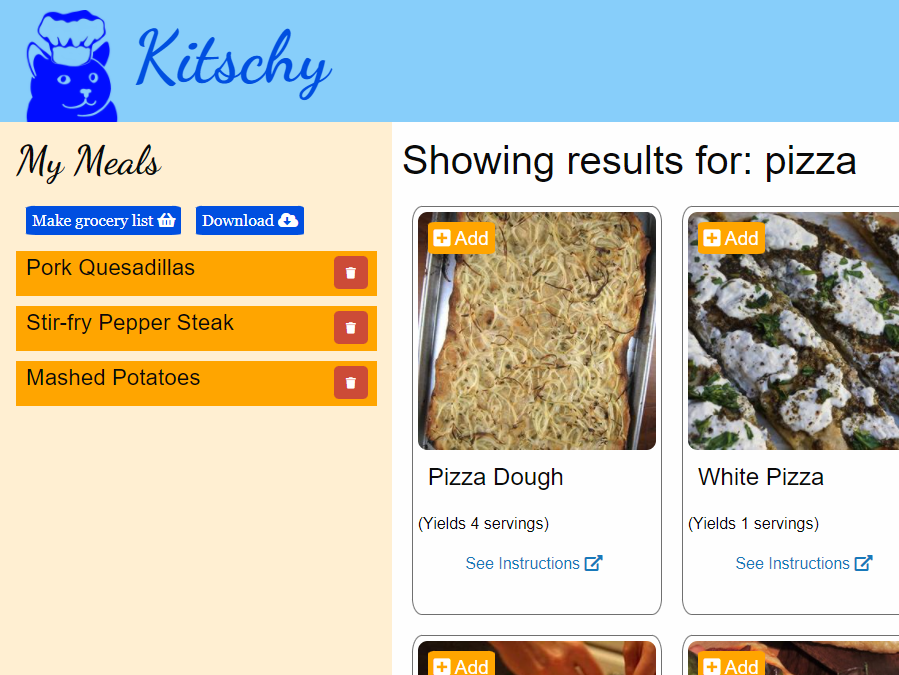 Kitschy
My Meals
Make grocery list
Download
Pork Quesadillas
Stir-fry Pepper Steak
Mashed Potatoes
Showing results for: pizza
Add
Pizza Dough
(Yields 4 servings)
See Instructions
Add
White Pizza
(Yields 1 servings)
See Instructions
Add
Add